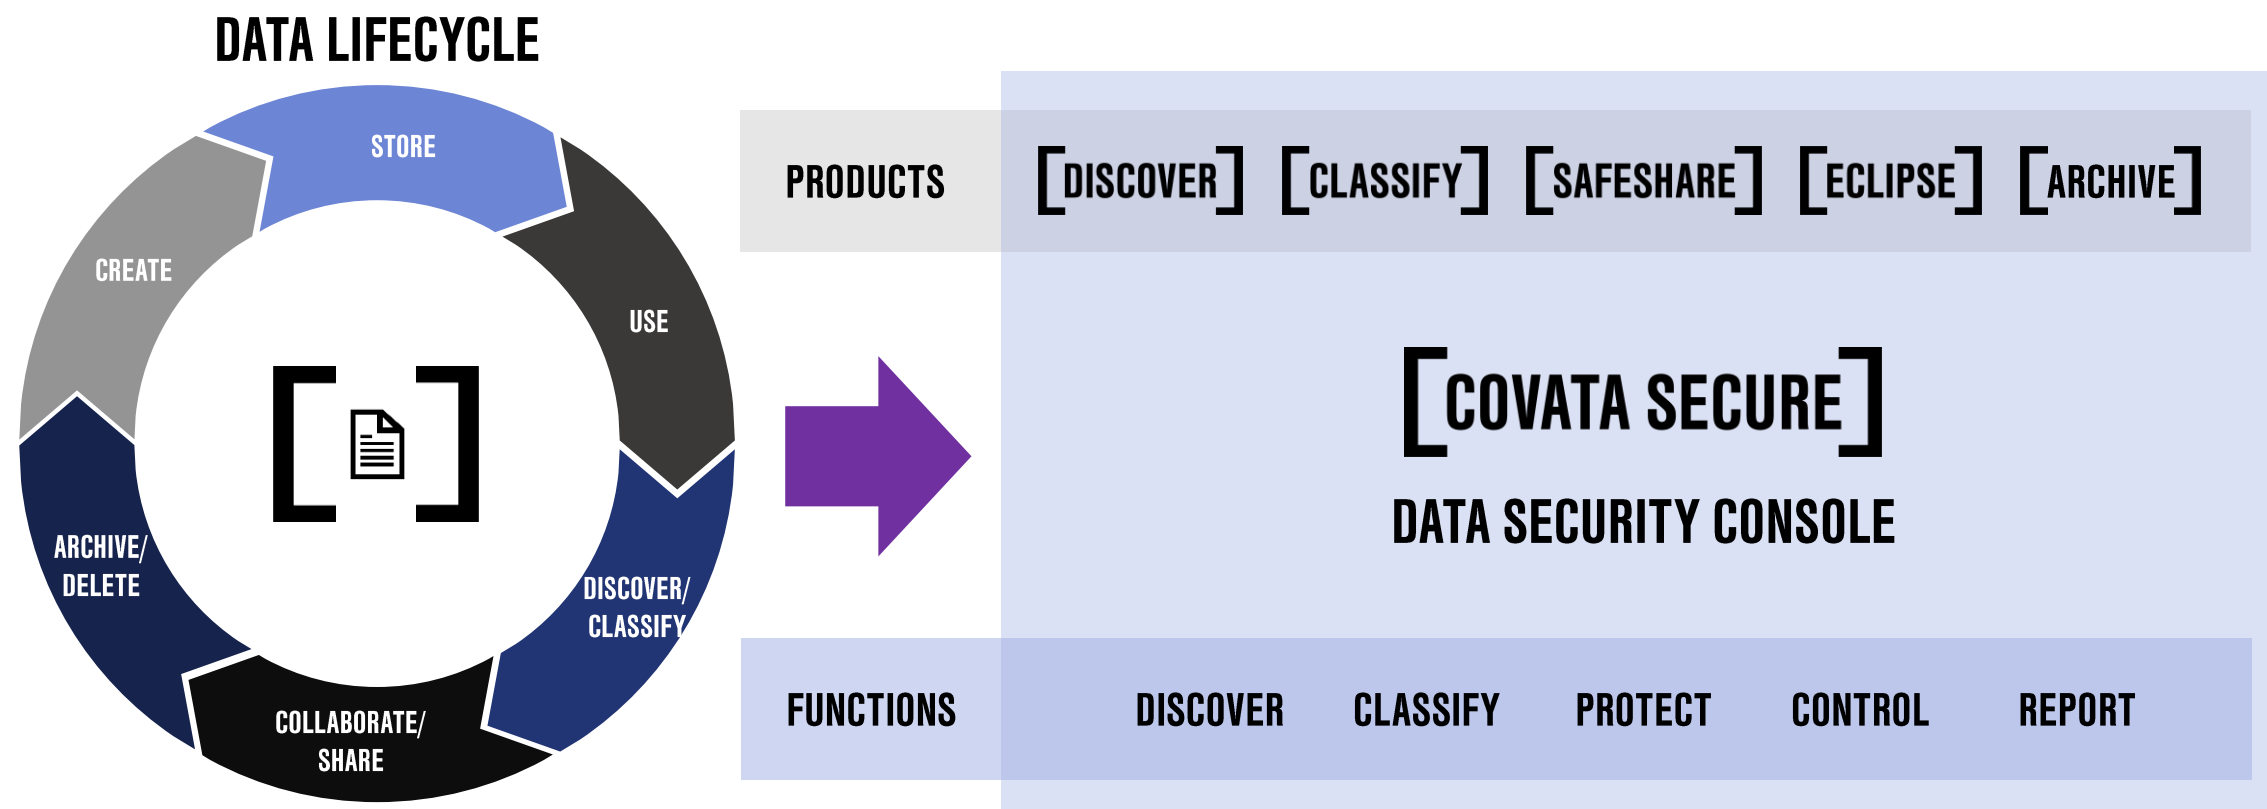 DATA LIFECYCLE
STORE
USE
DISCOVER/
CLASSIFY
COLLABORATE/
SHARE
ARCHIVE/
DELETE
CREATE
PRODUCTS [DISCOVER] [CLASSIFY] [SAFESHARE] [ECLIPSE] [ARCHIVE]
[COVATA SECURE]
DATA SECURITY CONSOLE
FUNCTIONS DISCOVER CLASSIFY PROTECT CONTROL REPORT